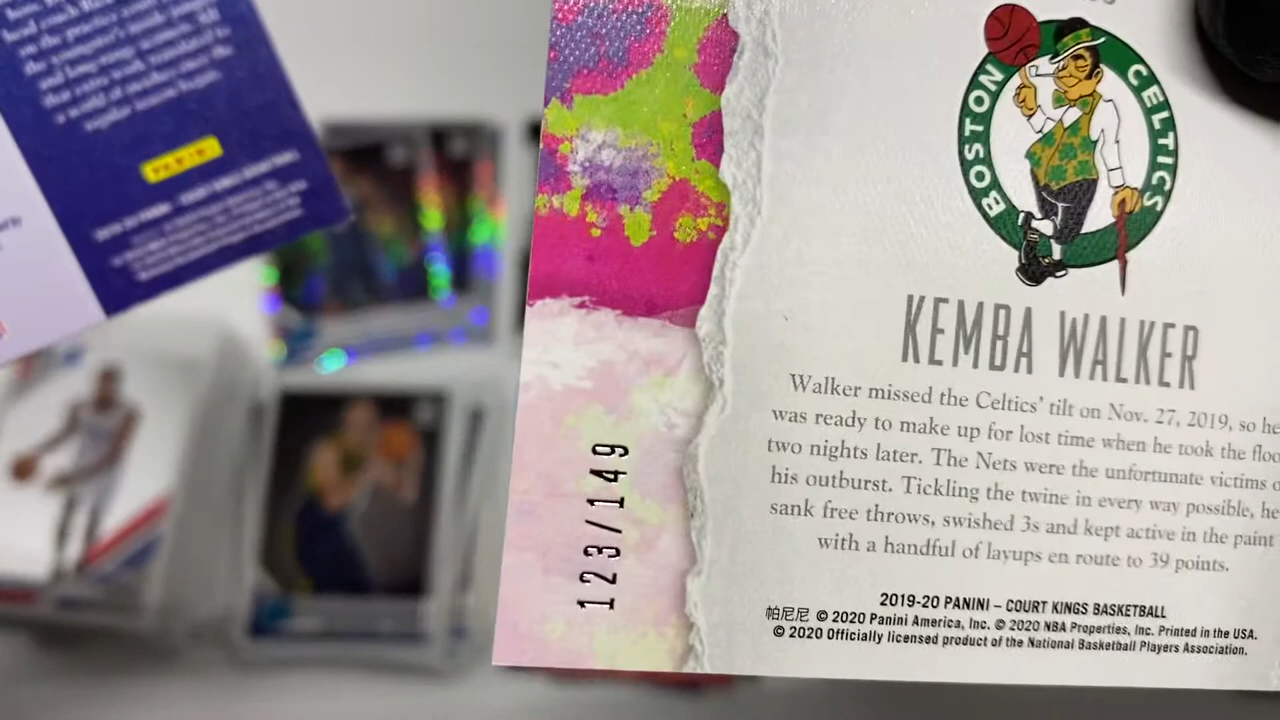 PANINI
BOSTON CELTICS
KEMBA WALKER
Walker missed the Celtics' tilt on Nov. 27, 2019, so he
was ready to make up for lost time when he took the floo
two nights later. The Nets were the unfortunate victims o
his outburst. Tickling the twine in every way possible, he
sank free throws, swished 3s and kept active in the paint
with a handful of layups en route to 39 points.
123/149
2019-20 PANINI – COURT KINGS BASKETBALL
帕尼尼 © 2020 Panini America, Inc. © 2020 NBA Properties, Inc. Printed in the USA.
© 2020 Officially licensed product of the National Basketball Players Association.